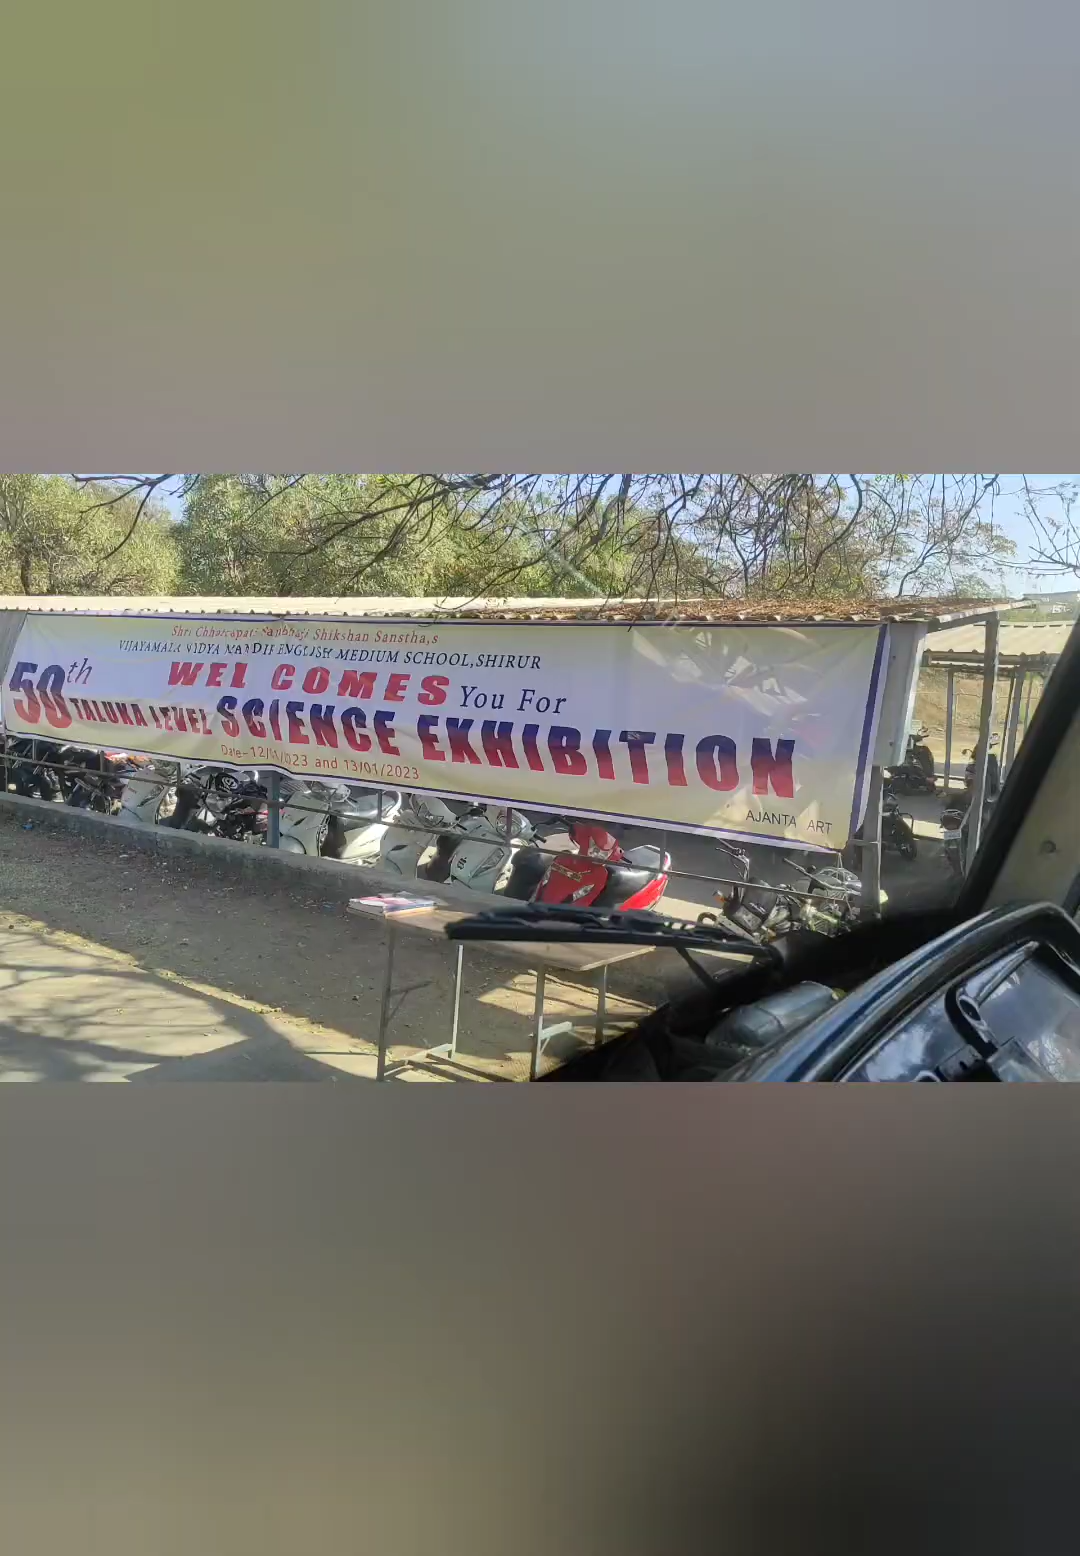 Shri Chhatrapati Sambhaji Shikshan Sanstha,s
VIJAYAMALA VIDYA MANDIR ENGLISH MEDIUM SCHOOL,SHIRUR
WEL COMES You For
50th TALUKA LEVEL SCIENCE EXHIBITION
Date-12/01/2023 and 13/01/2023
AJANTA ART